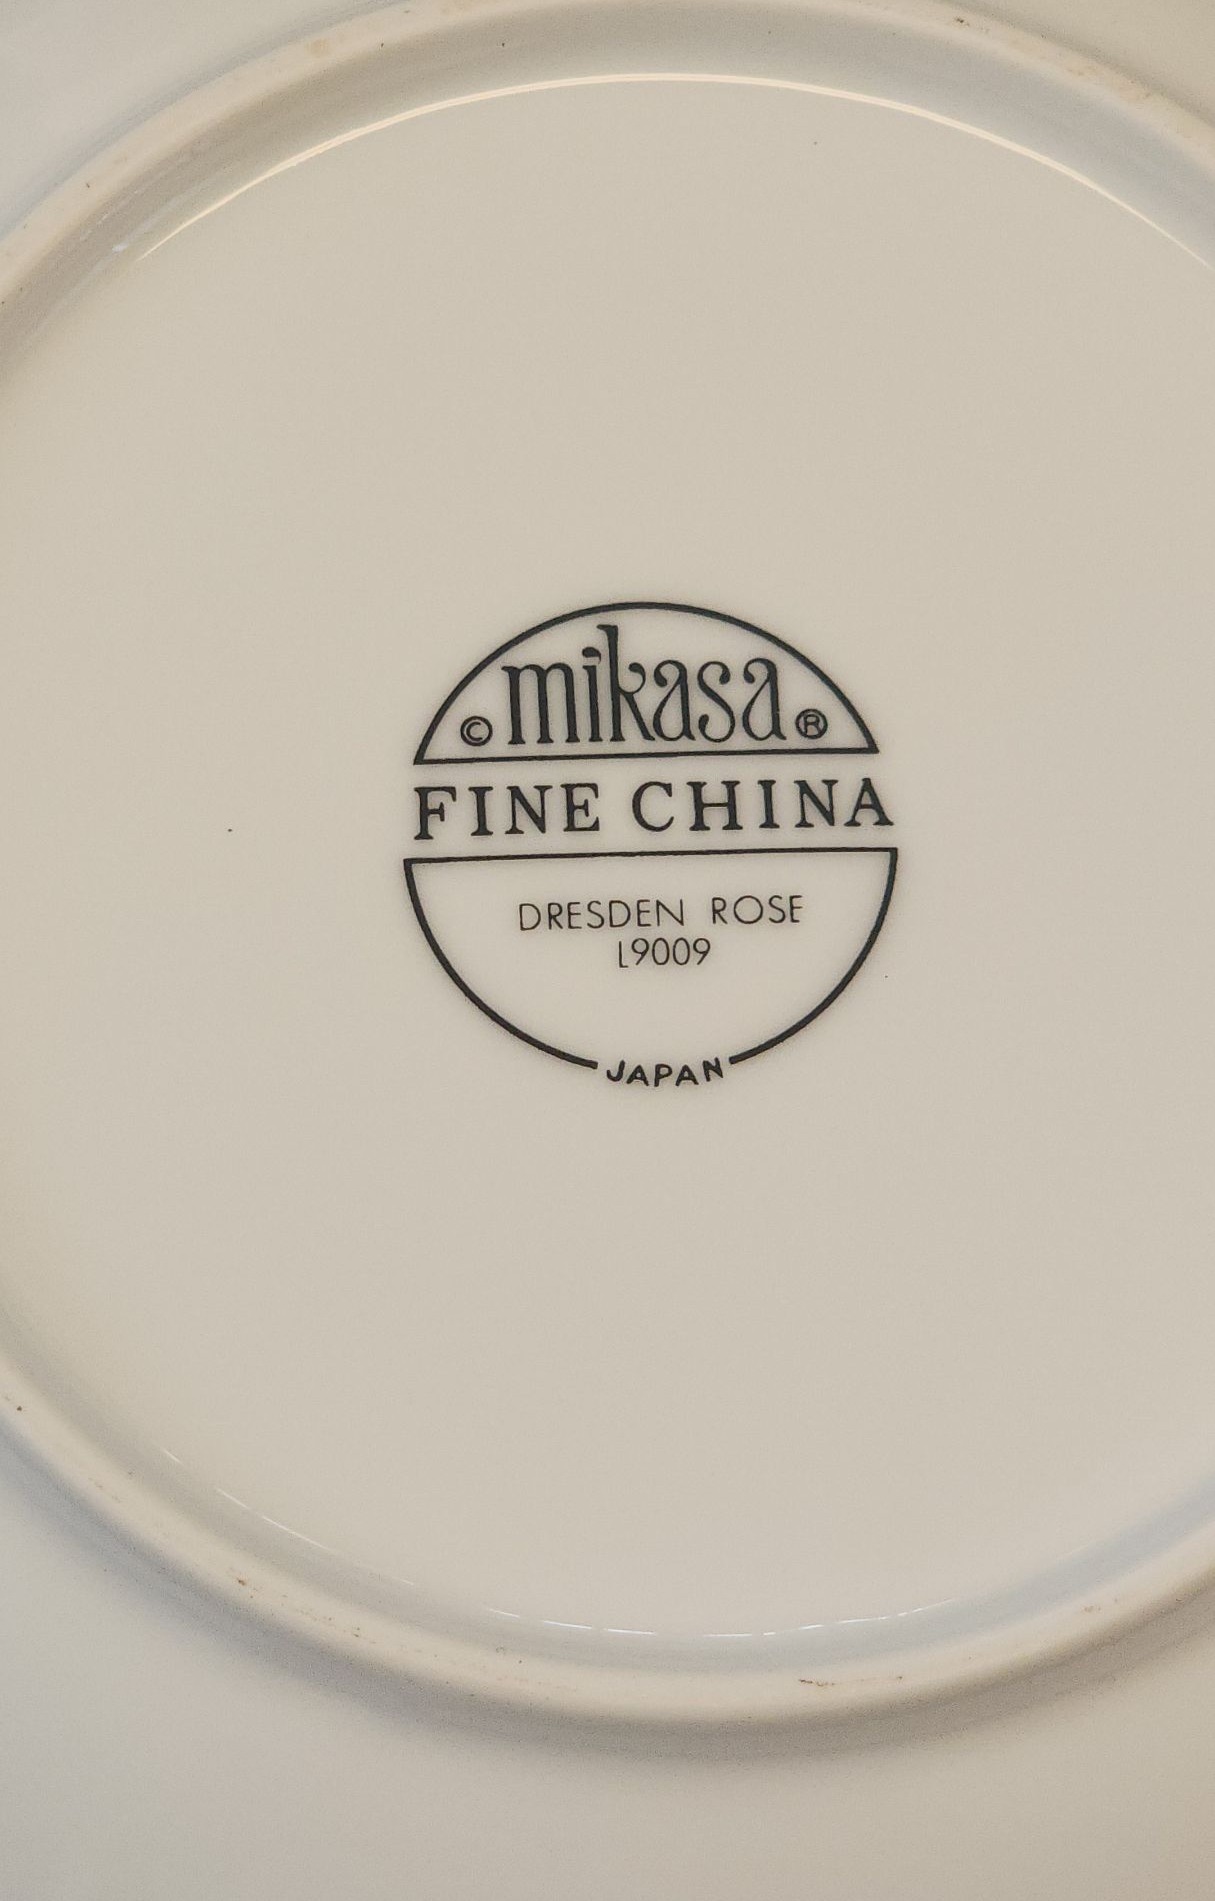 © mikasa ®
FINE CHINA
DRESDEN ROSE
L9009
JAPAN